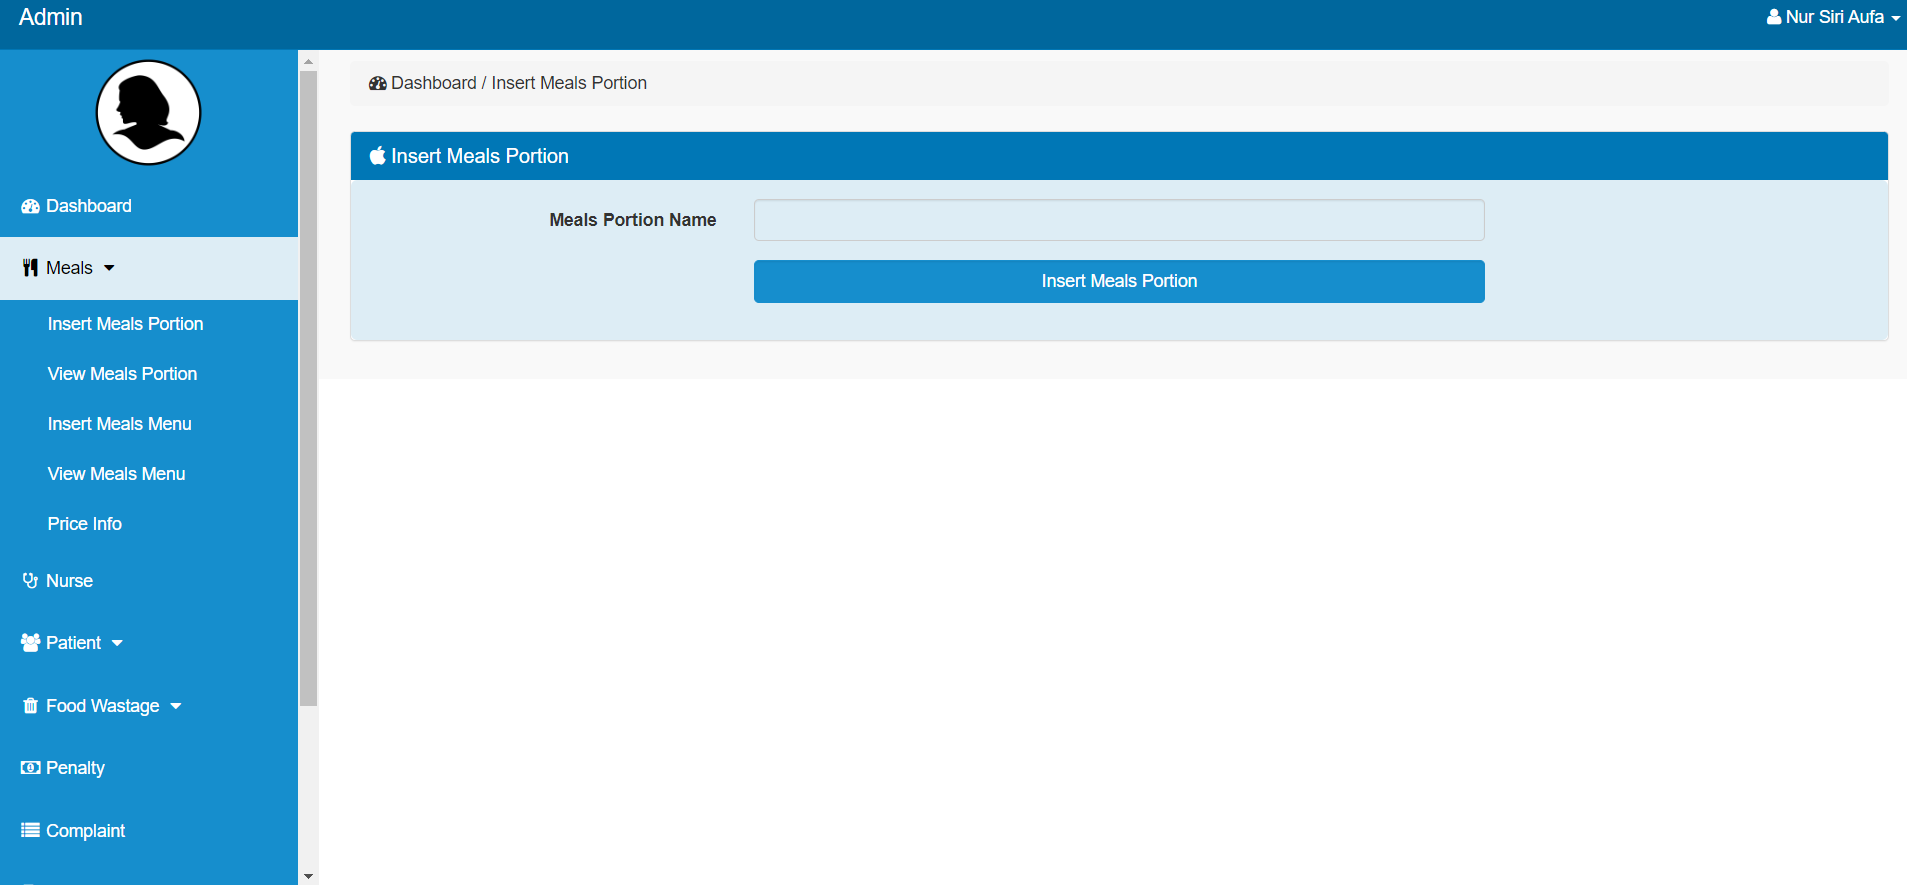 Admin
Nur Siri Aufa
Dashboard / Insert Meals Portion
Insert Meals Portion
Meals Portion Name
Insert Meals Portion
Dashboard
Meals
Insert Meals Portion
View Meals Portion
Insert Meals Menu
View Meals Menu
Price Info
Nurse
Patient
Food Wastage
Penalty
Complaint